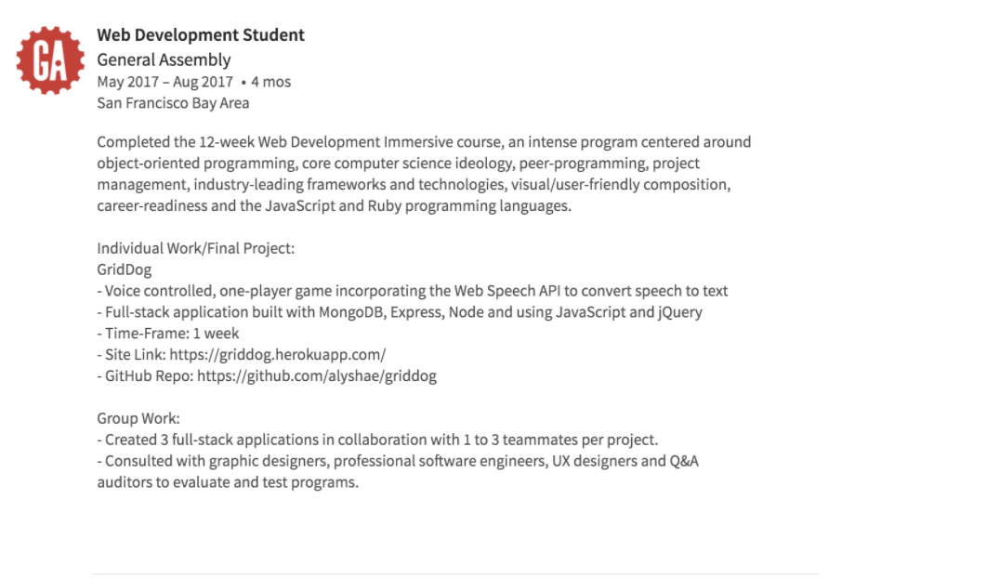 GA
Web Development Student
General Assembly
May 2017 – Aug 2017 • 4 mos
San Francisco Bay Area
Completed the 12-week Web Development Immersive course, an intense program centered around
object-oriented programming, core computer science ideology, peer-programming, project
management, industry-leading frameworks and technologies, visual/user-friendly composition,
career-readiness and the JavaScript and Ruby programming languages.
Individual Work/Final Project:
GridDog
- Voice controlled, one-player game incorporating the Web Speech API to convert speech to text
- Full-stack application built with MongoDB, Express, Node and using JavaScript and jQuery
- Time-Frame: 1 week
- Site Link: https://griddog.herokuapp.com/
- GitHub Repo: https://github.com/alyshae/griddog
Group Work:
- Created 3 full-stack applications in collaboration with 1 to 3 teammates per project.
- Consulted with graphic designers, professional software engineers, UX designers and Q&A
auditors to evaluate and test programs.